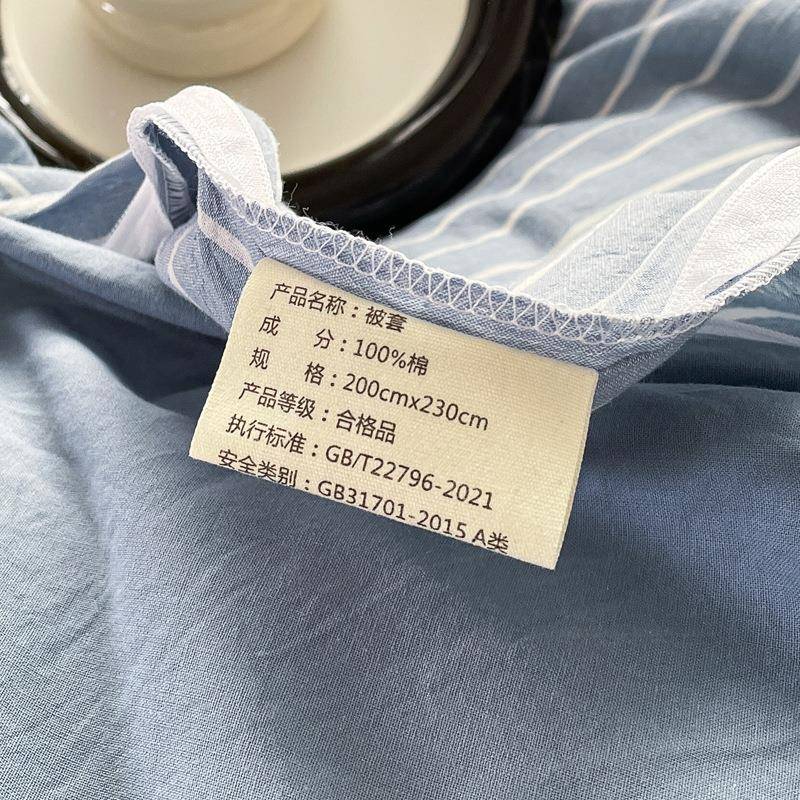 产品名称：被套
成 分：100%棉
规 格：200cmx230cm
产品等级：合格品
执行标准：GB/T22796-2021
安全类别：GB31701-2015 A类